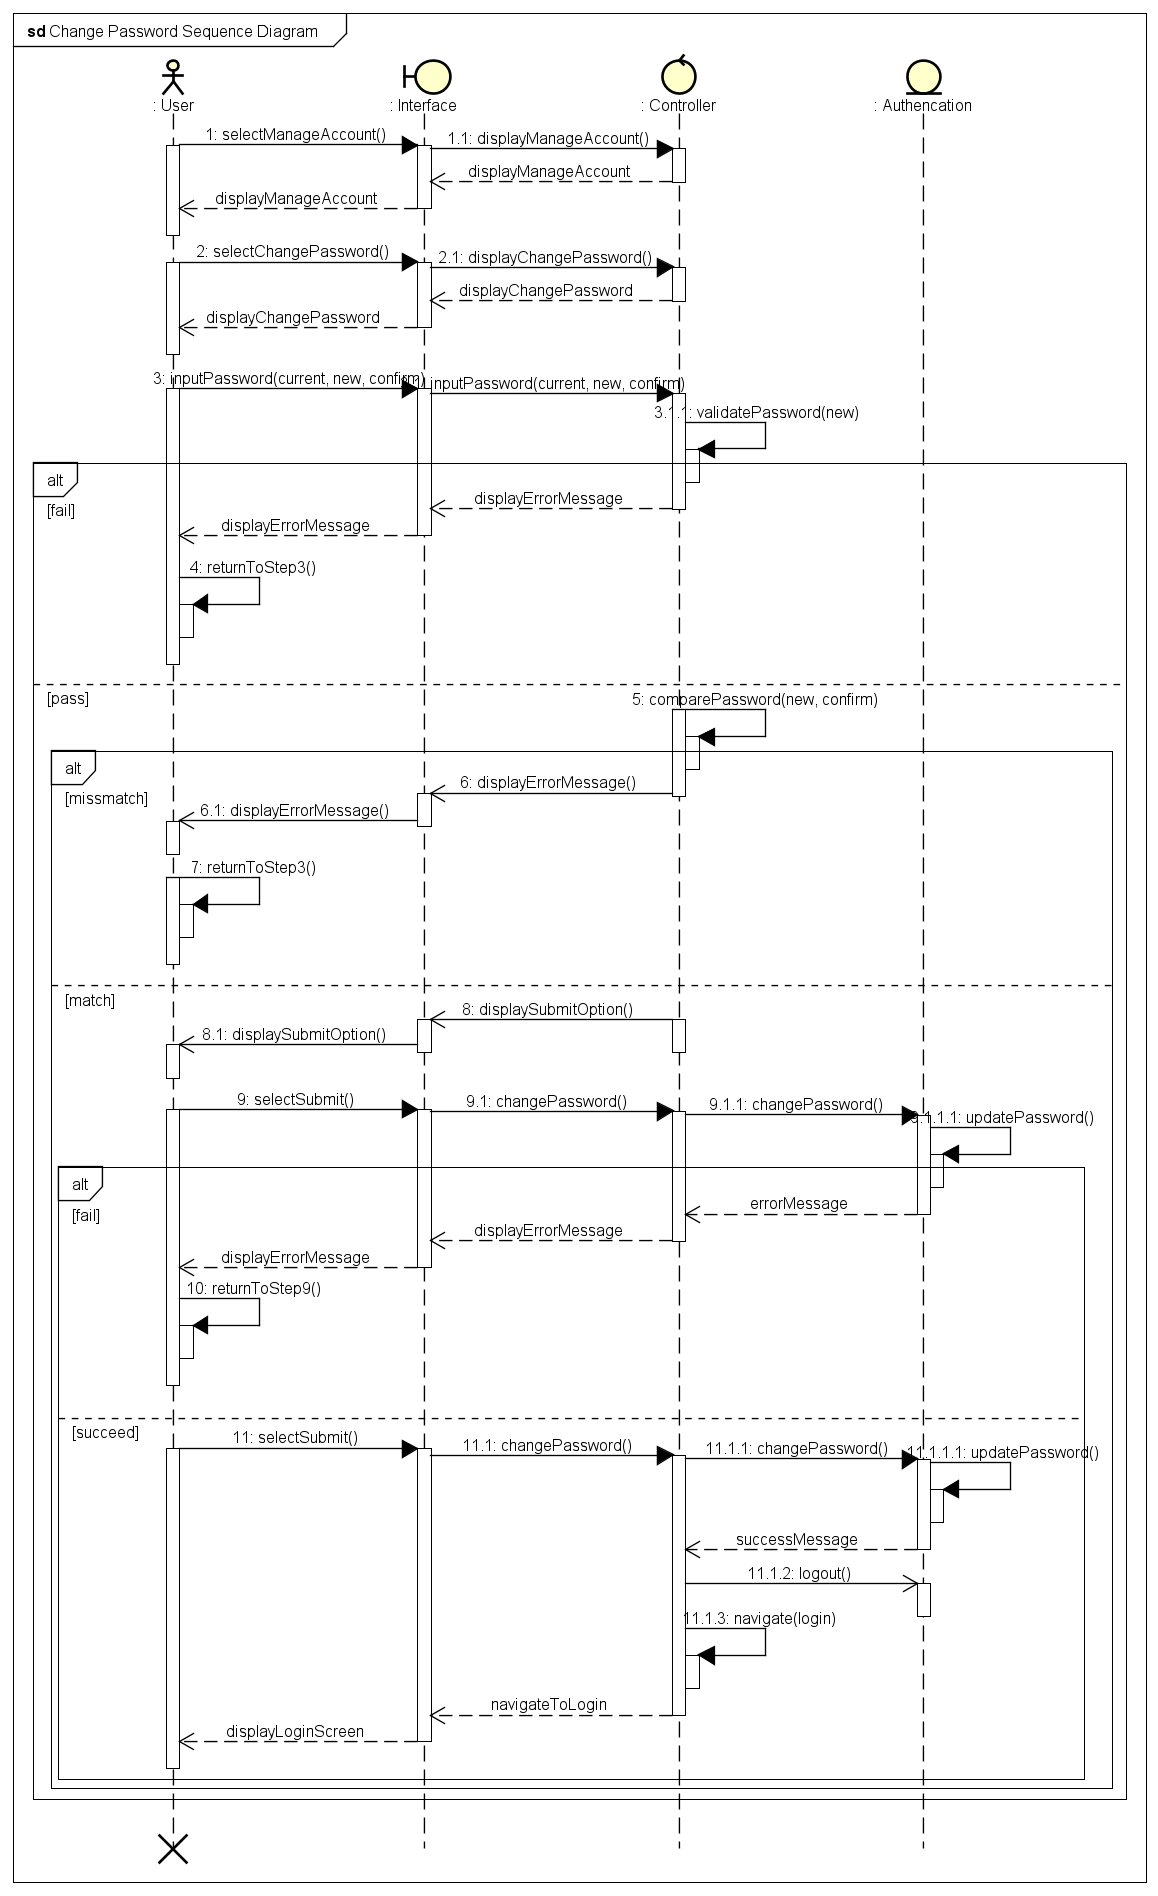 sd Change Password Sequence Diagram
: User
: Interface
: Controller
: Authencation
1: selectManageAccount()
1.1: displayManageAccount()
displayManageAccount
displayManageAccount
2: selectChangePassword()
2.1: displayChangePassword()
displayChangePassword
displayChangePassword
3: inputPassword(current, new, confirm)
inputPassword(current, new, confirm)
3.1.1: validatePassword(new)
alt
[fail]
displayErrorMessage
displayErrorMessage
4: returnToStep3()
[pass]
5: comparePassword(new, confirm)
alt
[missmatch]
6: displayErrorMessage()
6.1: displayErrorMessage()
7: returnToStep3()
[match]
8: displaySubmitOption()
8.1: displaySubmitOption()
9: selectSubmit()
9.1: changePassword()
9.1.1: changePassword()
9.1.1.1: updatePassword()
alt
[fail]
errorMessage
displayErrorMessage
displayErrorMessage
10: returnToStep9()
[succeed]
11: selectSubmit()
11.1: changePassword()
11.1.1: changePassword()
11.1.1.1: updatePassword()
successMessage
11.1.2: logout()
11.1.3: navigate(login)
navigateToLogin
displayLoginScreen